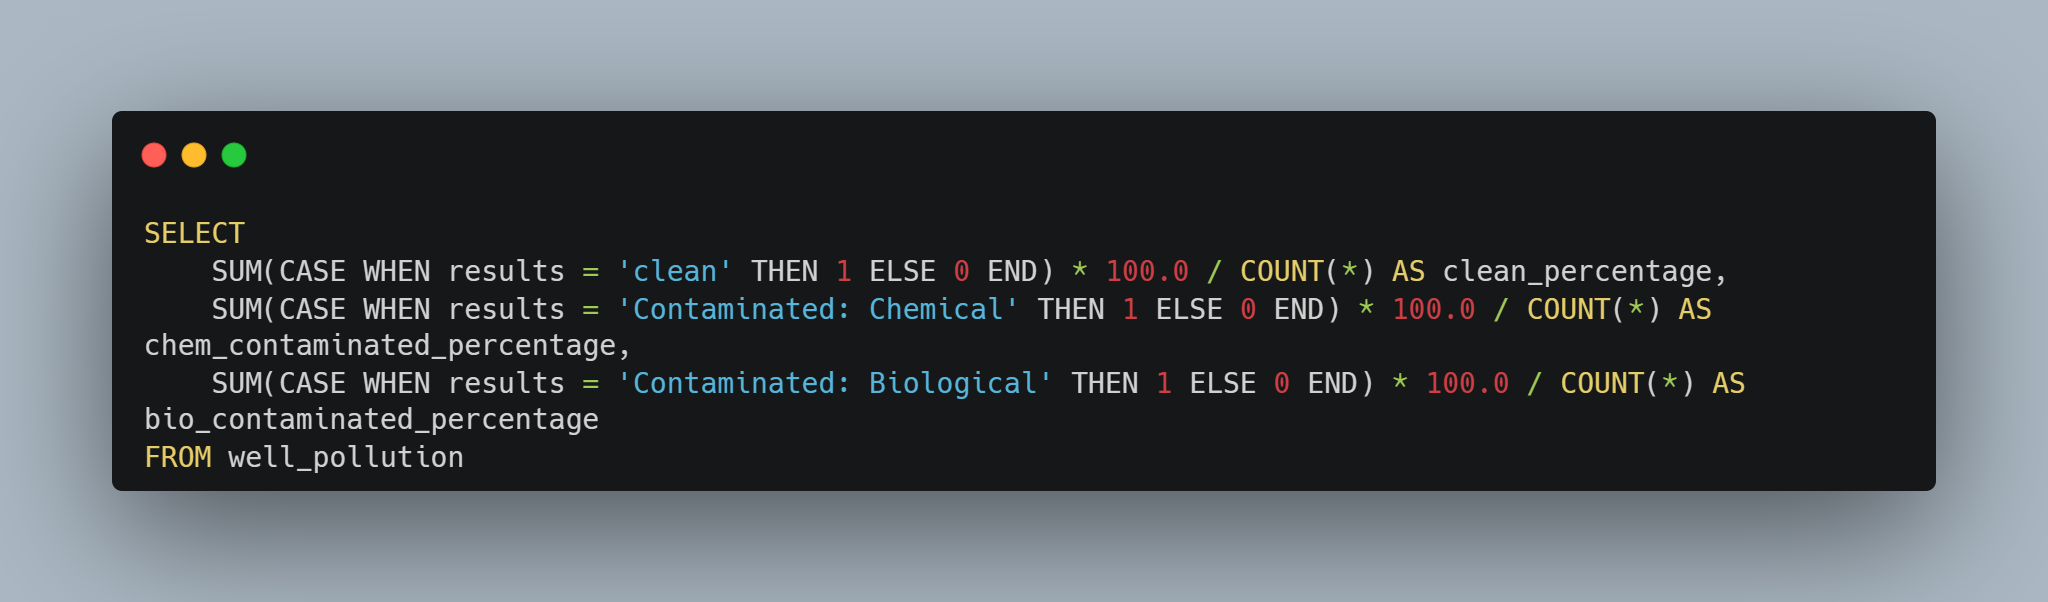 SELECT
    SUM(CASE WHEN results = 'clean' THEN 1 ELSE 0 END) * 100.0 / COUNT(*) AS clean_percentage,
    SUM(CASE WHEN results = 'Contaminated: Chemical' THEN 1 ELSE 0 END) * 100.0 / COUNT(*) AS
chem_contaminated_percentage,
    SUM(CASE WHEN results = 'Contaminated: Biological' THEN 1 ELSE 0 END) * 100.0 / COUNT(*) AS
bio_contaminated_percentage
FROM well_pollution